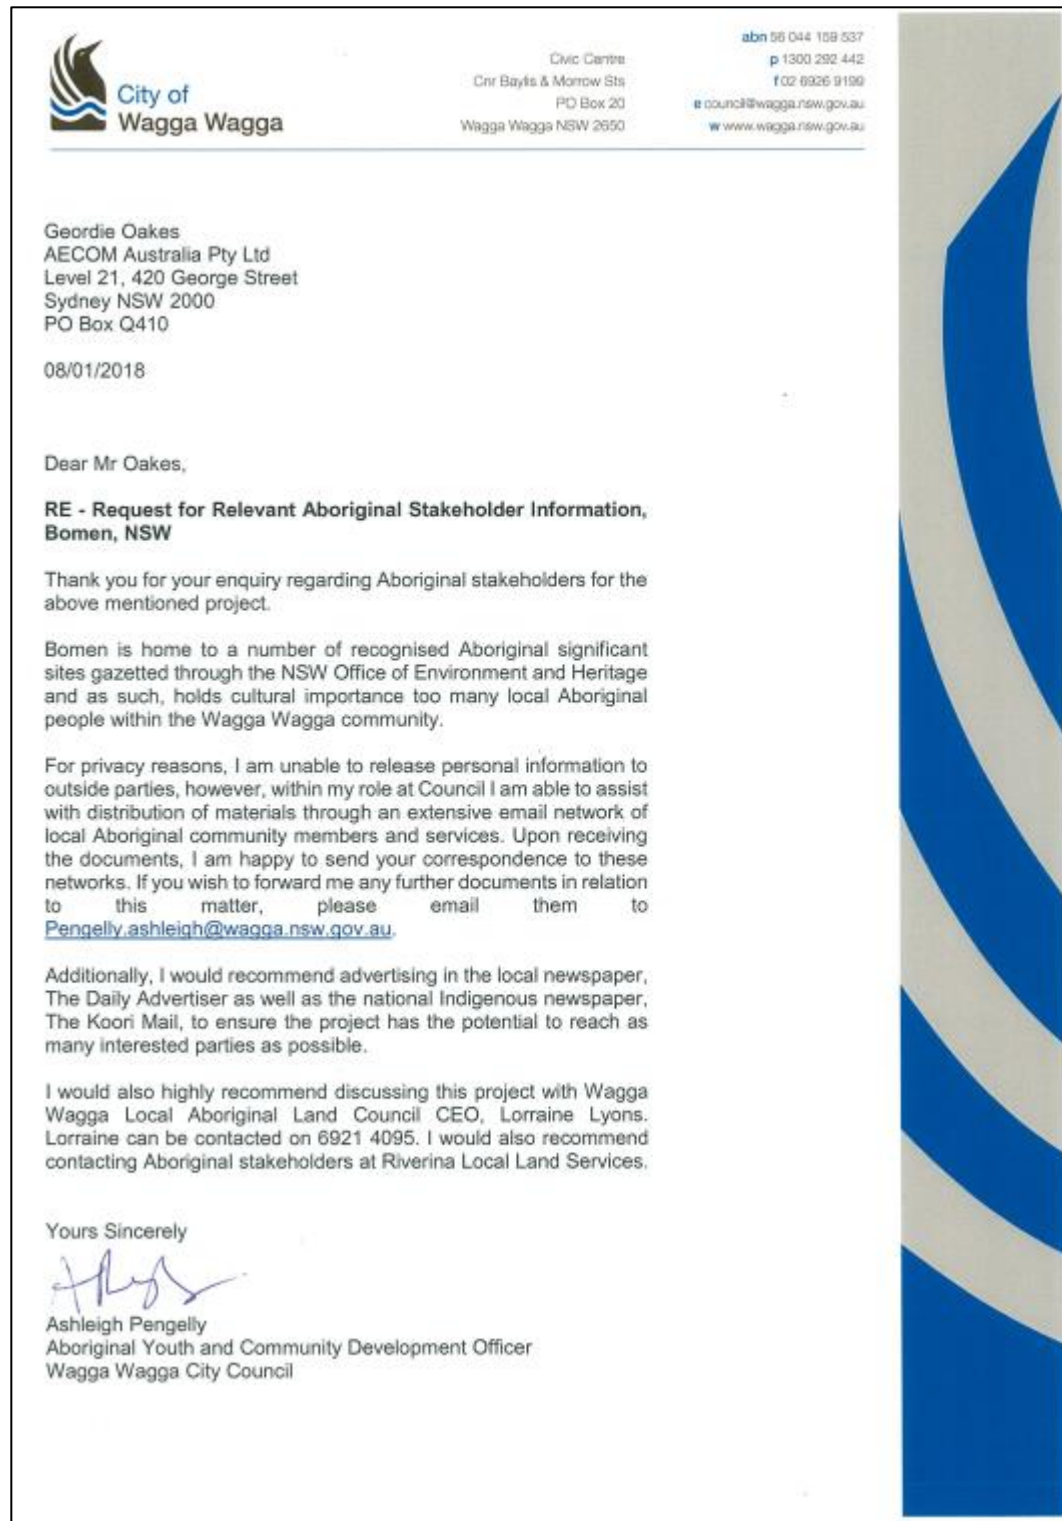 City of
Wagga Wagga
Civic Centre
Cnr Baylis & Morrow Sts
PO Box 20
Wagga Wagga NSW 2650
abn 56 044 159 537
p 1300 292 442
f 02 6926 9199
e council@wagga.nsw.gov.au
w www.wagga.nsw.gov.au
Geordie Oakes
AECOM Australia Pty Ltd
Level 21, 420 George Street
Sydney NSW 2000
PO Box Q410
08/01/2018
Dear Mr Oakes,
RE - Request for Relevant Aboriginal Stakeholder Information,
Bomen, NSW
Thank you for your enquiry regarding Aboriginal stakeholders for the
above mentioned project.
Bomen is home to a number of recognised Aboriginal significant
sites gazetted through the NSW Office of Environment and Heritage
and as such, holds cultural importance too many local Aboriginal
people within the Wagga Wagga community.
For privacy reasons, I am unable to release personal information to
outside parties, however, within my role at Council I am able to assist
with distribution of materials through an extensive email network of
local Aboriginal community members and services. Upon receiving
the documents, I am happy to send your correspondence to these
networks. If you wish to forward me any further documents in relation
to this matter, please email them to
Pengelly.ashleigh@wagga.nsw.gov.au.
Additionally, I would recommend advertising in the local newspaper,
The Daily Advertiser as well as the national Indigenous newspaper,
The Koori Mail, to ensure the project has the potential to reach as
many interested parties as possible.
I would also highly recommend discussing this project with Wagga
Wagga Local Aboriginal Land Council CEO, Lorraine Lyons.
Lorraine can be contacted on 6921 4095. I would also recommend
contacting Aboriginal stakeholders at Riverina Local Land Services.
Yours Sincerely
Ashleigh Pengelly
Aboriginal Youth and Community Development Officer
Wagga Wagga City Council